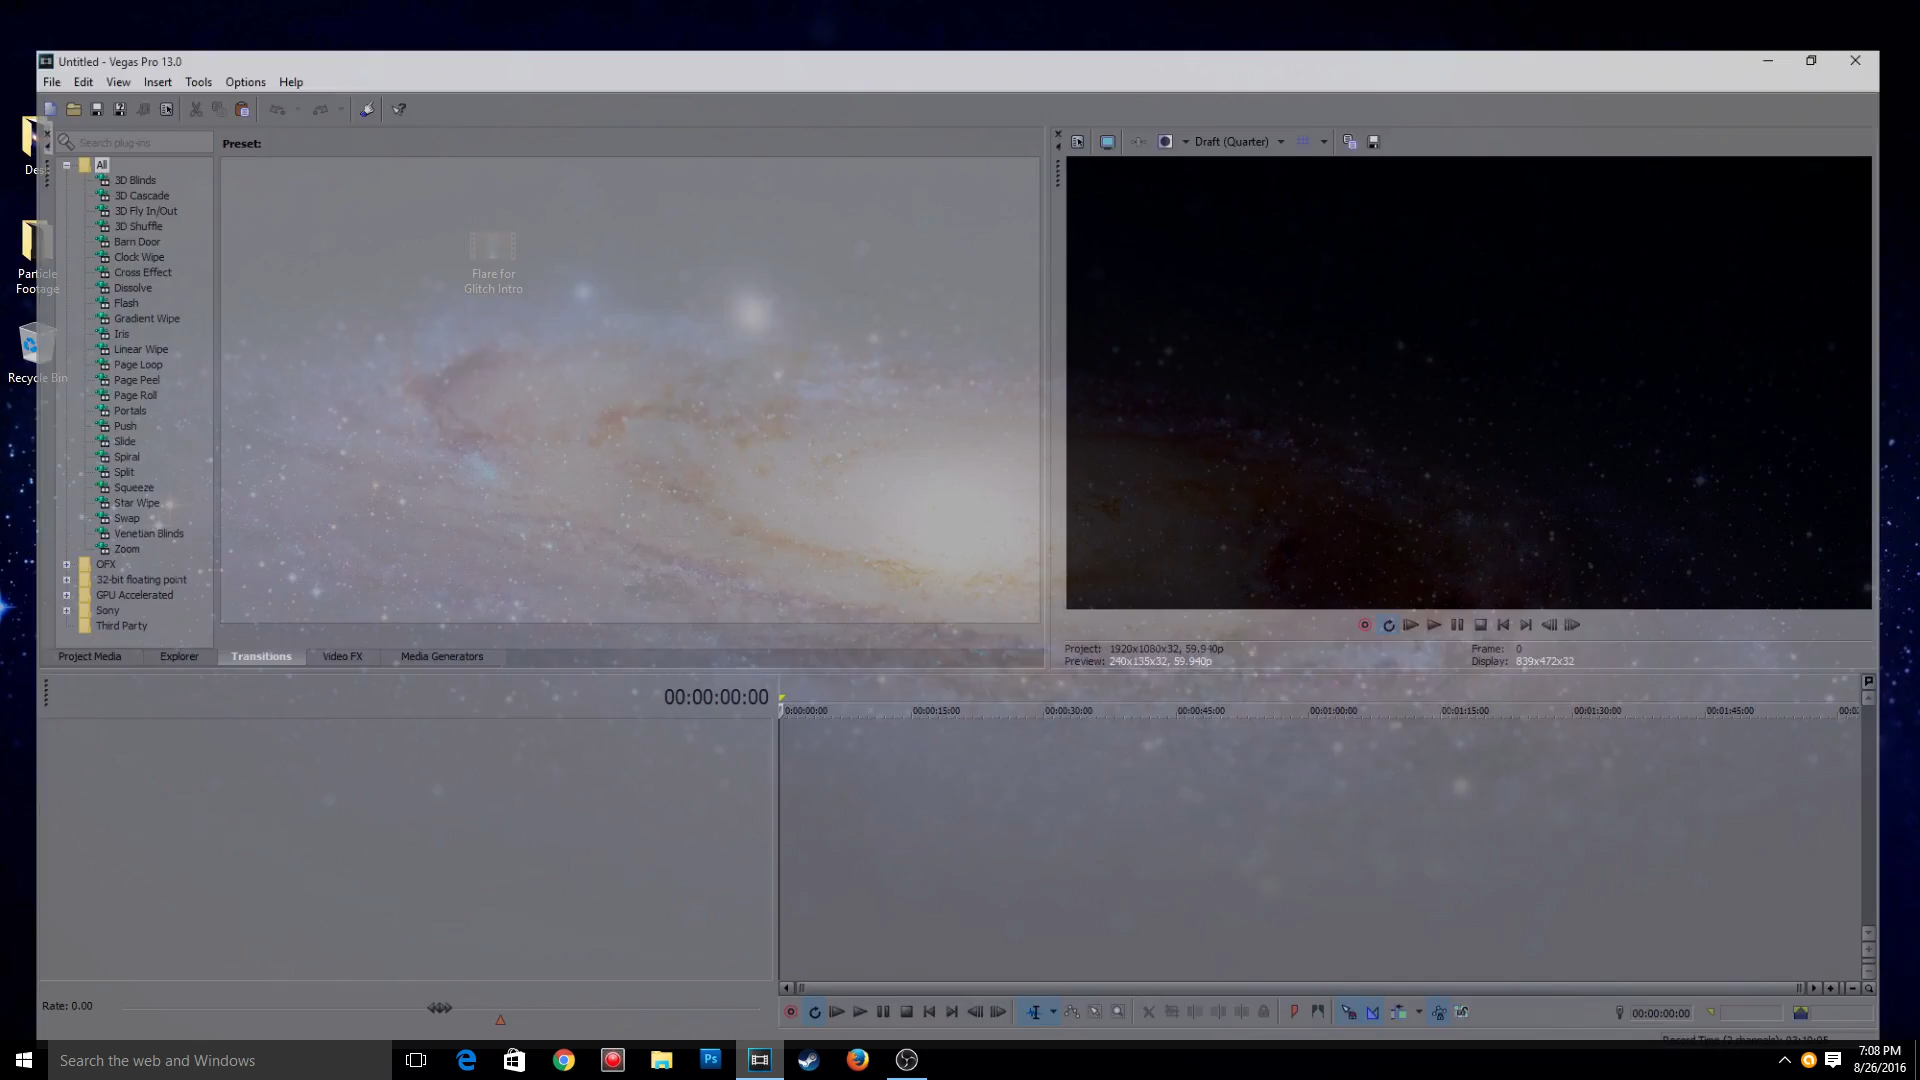 Untitled - Vegas Pro 13.0
File Edit View Insert Tools Options Help
Search plug-ins
Preset:
Draft (Quarter)
All
3D Blinds
3D Cascade
3D Fly In/Out
3D Shuffle
Barn Door
Clock Wipe
Cross Effect
Dissolve
Flash
Gradient Wipe
Iris
Linear Wipe
Page Loop
Page Peel
Page Roll
Portals
Push
Slide
Spiral
Split
Squeeze
Star Wipe
Swap
Venetian Blinds
Zoom
OFX
32-bit floating point
GPU Accelerated
Sony
Third Party
Particle
Footage
Recycle Bin
Flare for
Glitch Intro
Project Media Explorer Transitions Video FX Media Generators
Project: 1920x1080x32, 59.940p
Preview: 240x135x32, 59.940p
Frame: 0
Display: 839x472x32
00:00:00:00
0:00:00:00 00:00:15:00 00:00:30:00 00:00:45:00 00:01:00:00 00:01:15:00 00:01:30:00 00:01:45:00
Rate: 0.00
00:00:00:00
Search the web and Windows
Ps
7:08 PM
8/26/2016